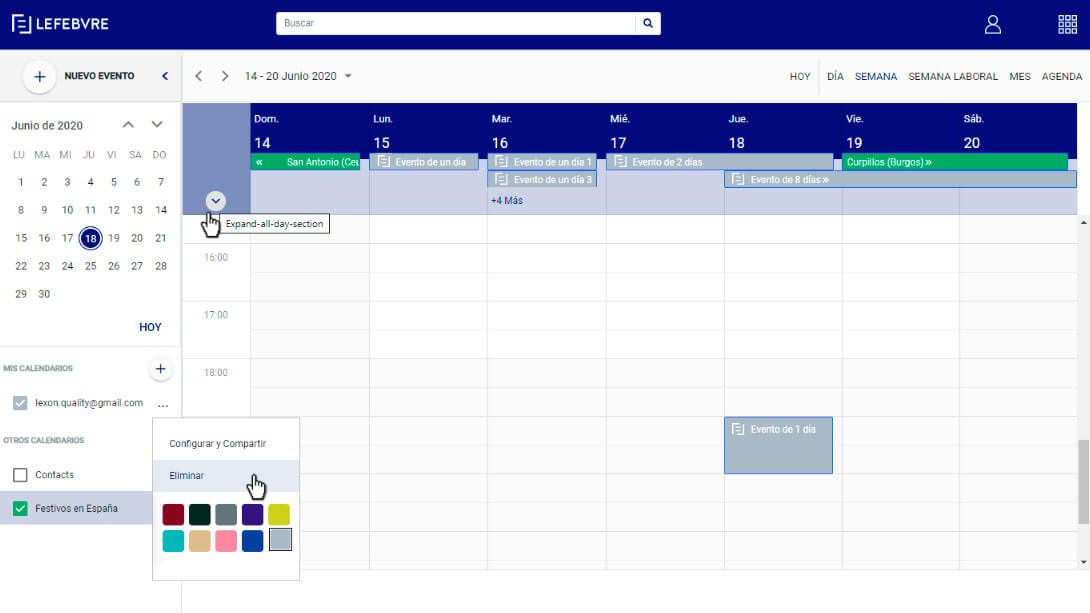 LEFEBVRE
Buscar
NUEVO EVENTO
14 - 20 Junio 2020
HOY DÍA SEMANA SEMANA LABORAL MES AGENDA
Junio de 2020
LU MA MI JU VI SA DO
1 2 3 4 5 6 7
8 9 10 11 12 13 14
15 16 17 18 19 20 21
22 23 24 25 26 27 28
29 30
HOY
Dom. Lun. Mar. Mié. Jue. Vie. Sáb.
14 15 16 17 18 19 20
« San Antonio (Ceu Evento de un día Evento de un día 1 Evento de 2 días Curpillos (Burgos) »
Evento de un día 3 Evento de 8 días »
+4 Más
Expand-all-day-section
16:00
17:00
18:00
Evento de 1 día
MIS CALENDARIOS
lexon.quality@gmail.com ...
OTROS CALENDARIOS
Contacts
Festivos en España
Configurar y Compartir
Eliminar